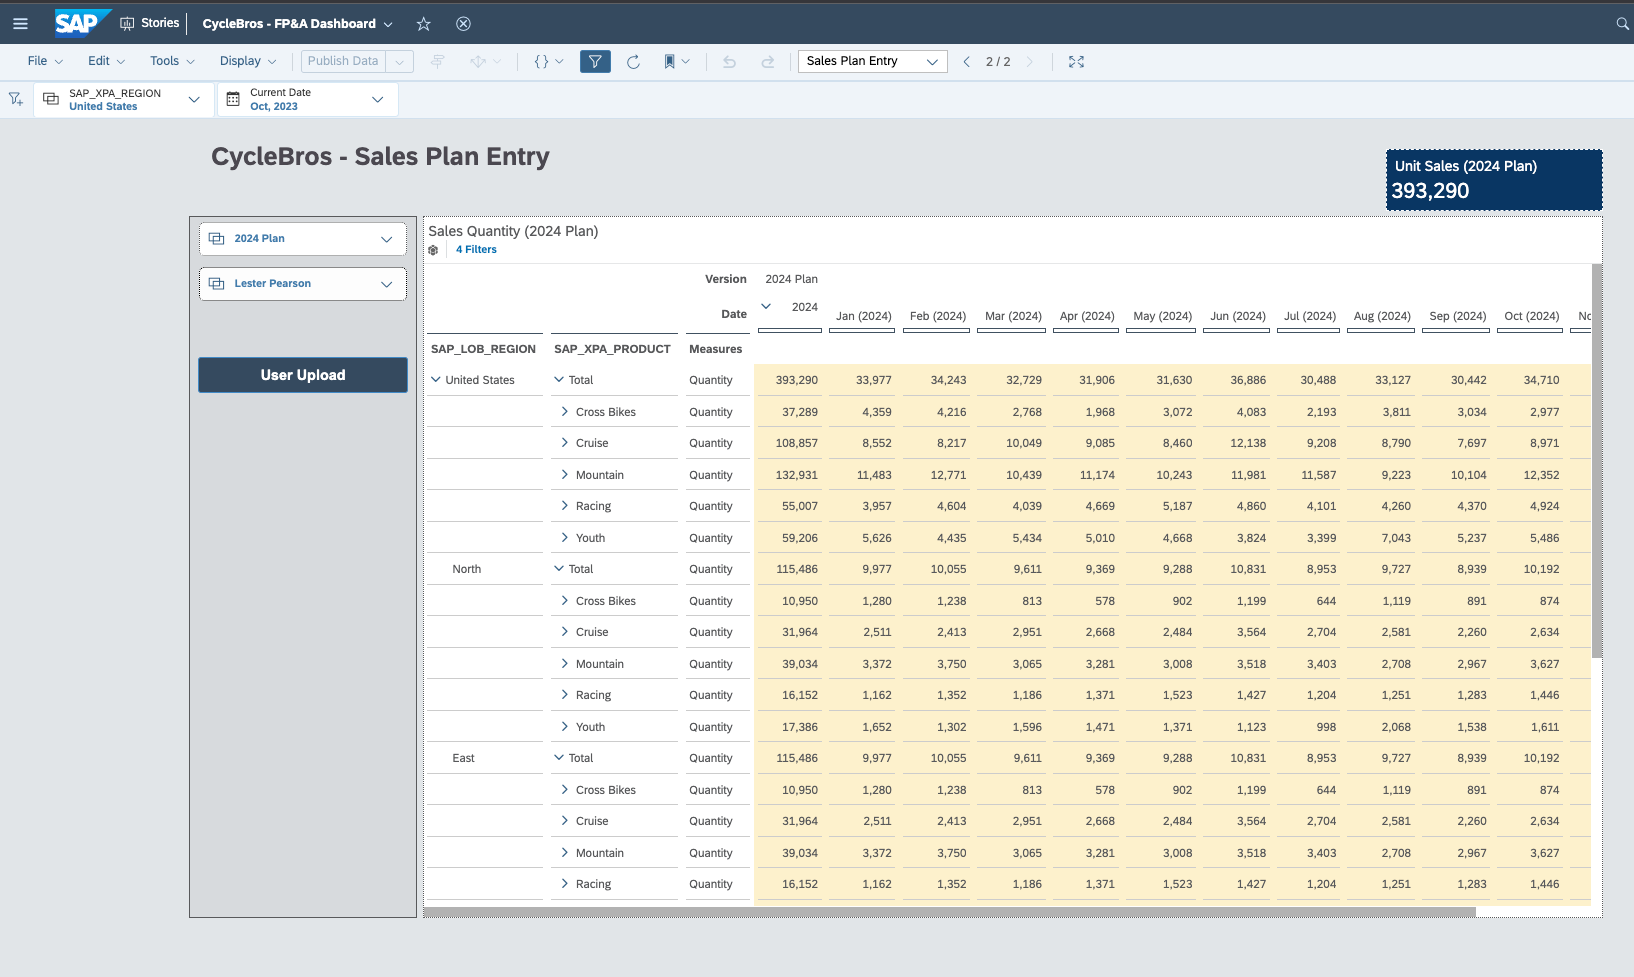 SAP Stories CycleBros - FP&A Dashboard
File Edit Tools Display Publish Data {} Sales Plan Entry 2 / 2
SAP_XPA_REGION
United States
Current Date
Oct, 2023
CycleBros - Sales Plan Entry
Unit Sales (2024 Plan)
393,290
2024 Plan
Lester Pearson
User Upload
Sales Quantity (2024 Plan)
4 Filters
Version 2024 Plan
Date 2024 Jan (2024) Feb (2024) Mar (2024) Apr (2024) May (2024) Jun (2024) Jul (2024) Aug (2024) Sep (2024) Oct (2024) No
SAP_LOB_REGION SAP_XPA_PRODUCT Measures
United States Total Quantity 393,290 33,977 34,243 32,729 31,906 31,630 36,886 30,488 33,127 30,442 34,710
Cross Bikes Quantity 37,289 4,359 4,216 2,768 1,968 3,072 4,083 2,193 3,811 3,034 2,977
Cruise Quantity 108,857 8,552 8,217 10,049 9,085 8,460 12,138 9,208 8,790 7,697 8,971
Mountain Quantity 132,931 11,483 12,771 10,439 11,174 10,243 11,981 11,587 9,223 10,104 12,352
Racing Quantity 55,007 3,957 4,604 4,039 4,669 5,187 4,860 4,101 4,260 4,370 4,924
Youth Quantity 59,206 5,626 4,435 5,434 5,010 4,668 3,824 3,399 7,043 5,237 5,486
North Total Quantity 115,486 9,977 10,055 9,611 9,369 9,288 10,831 8,953 9,727 8,939 10,192
Cross Bikes Quantity 10,950 1,280 1,238 813 578 902 1,199 644 1,119 891 874
Cruise Quantity 31,964 2,511 2,413 2,951 2,668 2,484 3,564 2,704 2,581 2,260 2,634
Mountain Quantity 39,034 3,372 3,750 3,065 3,281 3,008 3,518 3,403 2,708 2,967 3,627
Racing Quantity 16,152 1,162 1,352 1,186 1,371 1,523 1,427 1,204 1,251 1,283 1,446
Youth Quantity 17,386 1,652 1,302 1,596 1,471 1,371 1,123 998 2,068 1,538 1,611
East Total Quantity 115,486 9,977 10,055 9,611 9,369 9,288 10,831 8,953 9,727 8,939 10,192
Cross Bikes Quantity 10,950 1,280 1,238 813 578 902 1,199 644 1,119 891 874
Cruise Quantity 31,964 2,511 2,413 2,951 2,668 2,484 3,564 2,704 2,581 2,260 2,634
Mountain Quantity 39,034 3,372 3,750 3,065 3,281 3,008 3,518 3,403 2,708 2,967 3,627
Racing Quantity 16,152 1,162 1,352 1,186 1,371 1,523 1,427 1,204 1,251 1,283 1,446